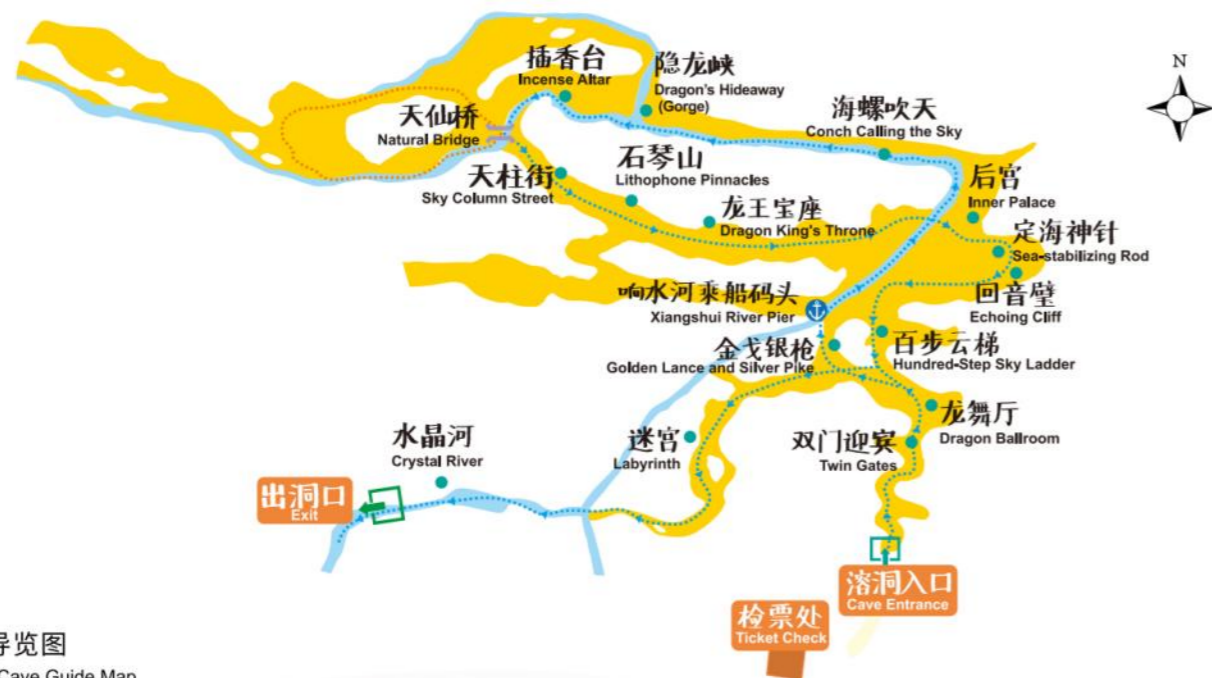 插香台
Incense Altar
隐龙峡
Dragon's Hideaway
(Gorge)
N
天仙桥
Natural Bridge
海螺吹天
Conch Calling the Sky
石琴山
Lithophone Pinnacles
天柱街
Sky Column Street
后宫
Inner Palace
龙王宝座
Dragon King's Throne
定海神针
Sea-stabilizing Rod
响水河乘船码头
Xiangshui River Pier
回音壁
Echoing Cliff
金戈银枪
Golden Lance and Silver Pike
百步云梯
Hundred-Step Sky Ladder
龙舞厅
Dragon Ballroom
水晶河
Crystal River
迷宫
Labyrinth
双门迎宾
Twin Gates
出洞口
Exit
溶洞入口
Cave Entrance
检票处
Ticket Check
导览图
Cave Guide Map